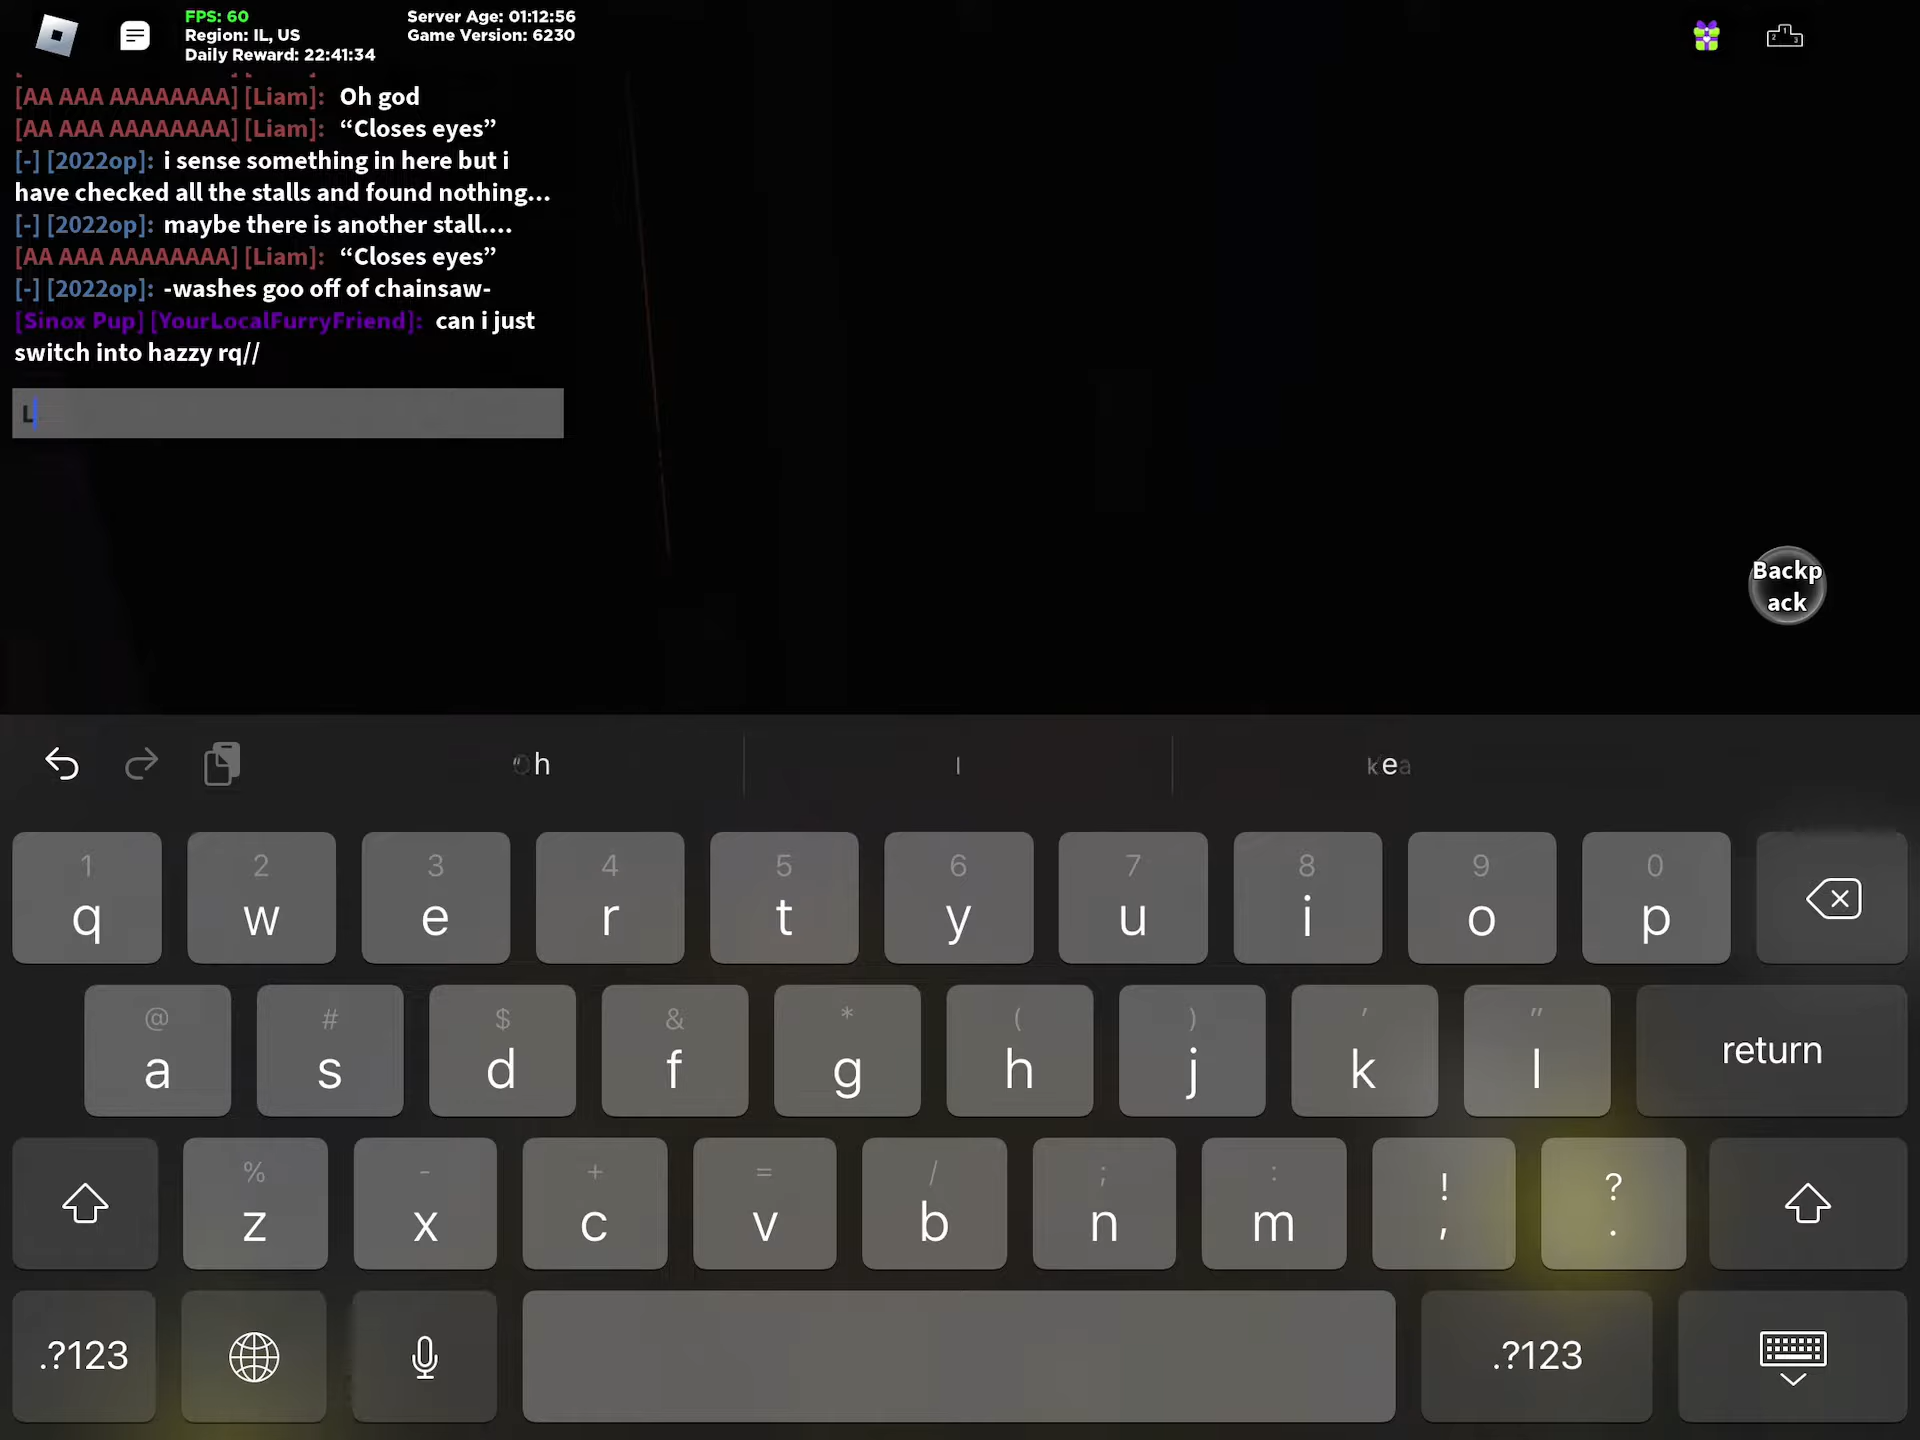 FPS: 60
Region: IL, US
Daily Reward: 22:41:34
Server Age: 01:12:56
Game Version: 6230
[AA AAA AAAAAAAA] [Liam]: Oh god
[AA AAA AAAAAAAA] [Liam]: “Closes eyes”
[-] [2022op]: i sense something in here but i
have checked all the stalls and found nothing...
[-] [2022op]: maybe there is another stall....
[AA AAA AAAAAAAA] [Liam]: “Closes eyes”
[-] [2022op]: -washes goo off of chainsaw-
[Sinox Pup] [YourLocalFurryFriend]: can i just
switch into hazzy rq//
L
Backp
ack
1 2 3 4 5 6 7 8 9 0
q w e r t y u i o p
@ # $ & * ( ) ' "
a s d f g h j k l return
% - + = / ; : ! ?
z x c v b n m , .
.?123 .?123